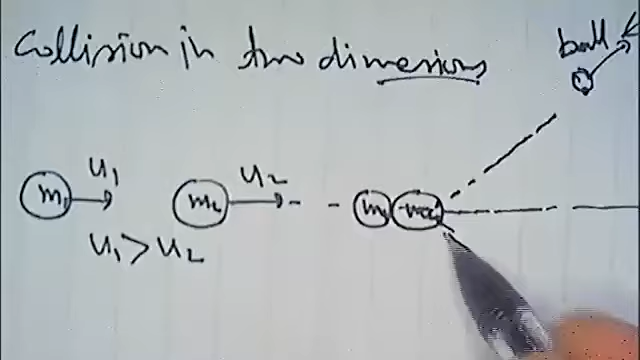 Collision in two dimensions
ball
u₁
u₂
m₁
m₂
m₁
m₂
u₁ > u₂